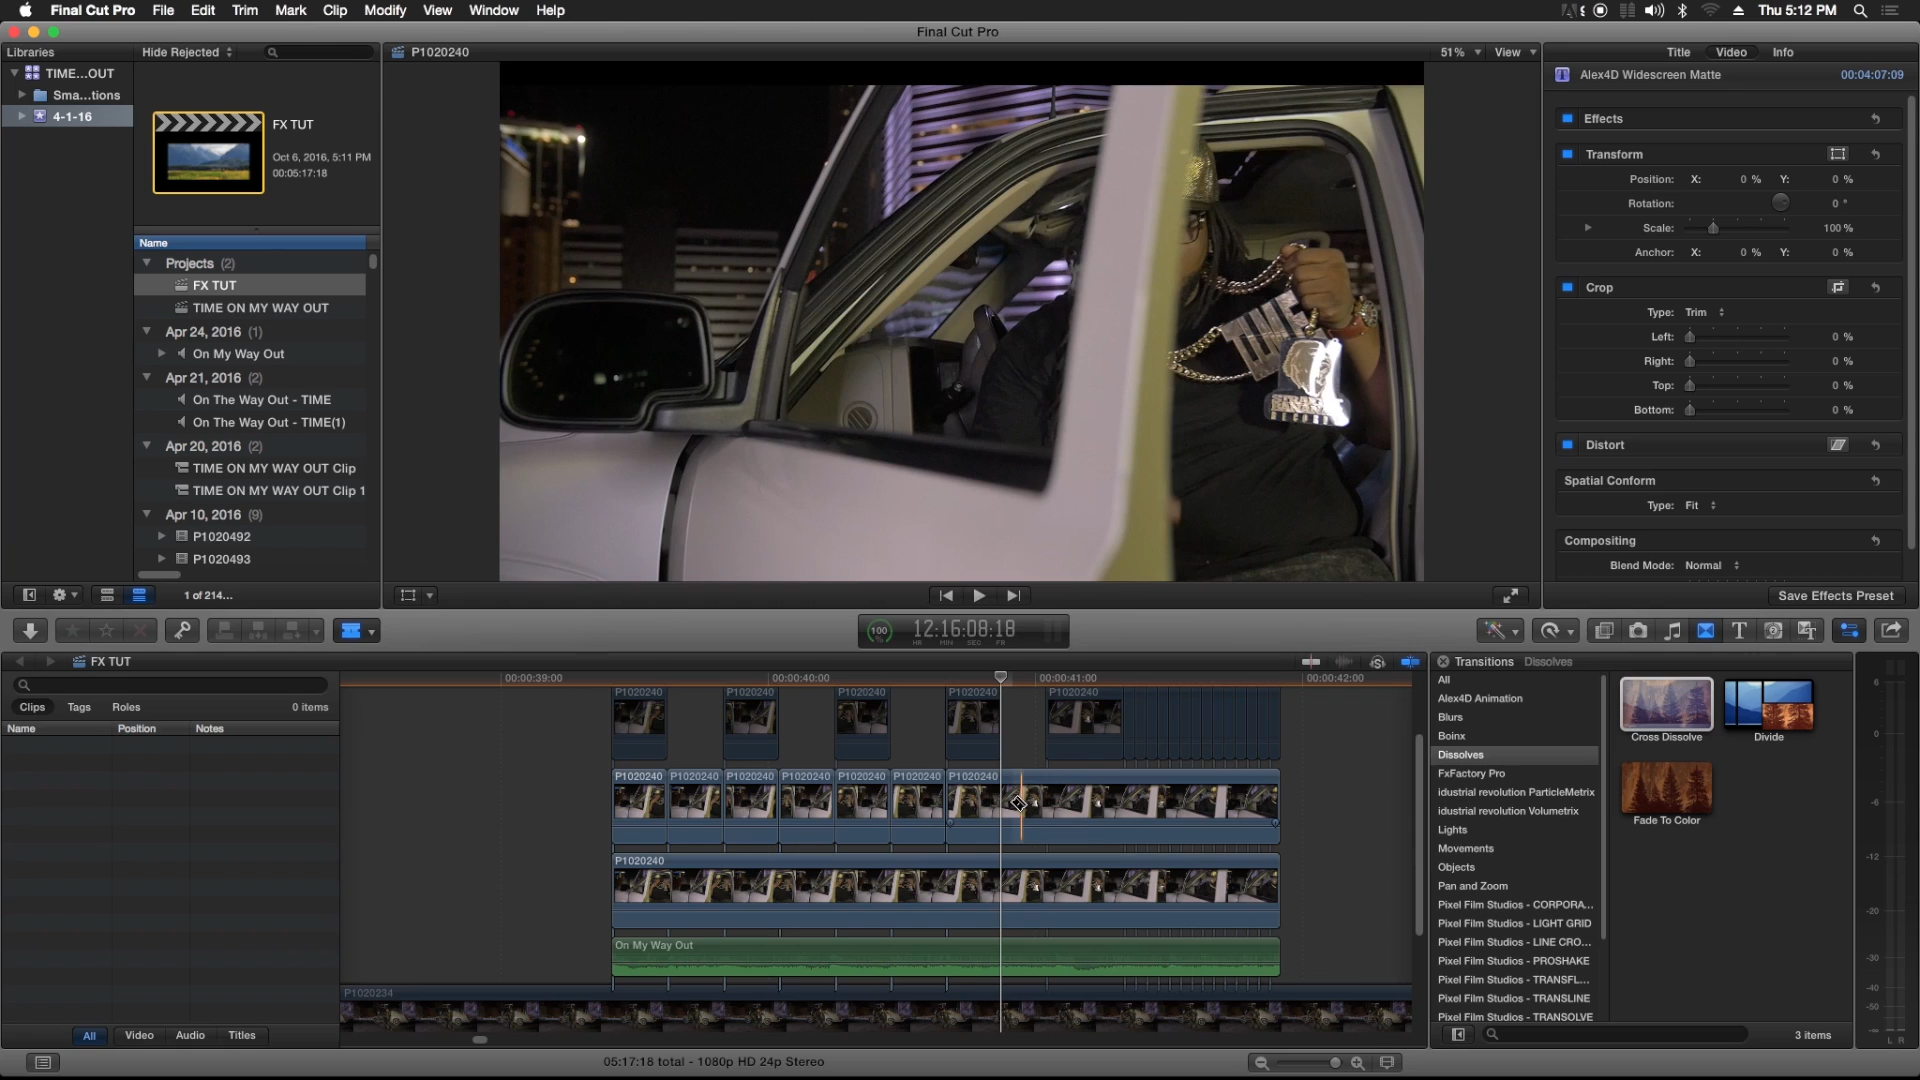 Final Cut Pro File Edit Trim Mark Clip Modify View Window Help
Thu 5:12 PM
Final Cut Pro
Libraries
Hide Rejected
P1020240
51%
View
Title Video Info
TIME...OUT
Sma...tions
4-1-16
FX TUT
Oct 6, 2016, 5:11 PM
00:05:17:18
Alex4D Widescreen Matte 00:04:07:09
Effects
Transform
Position: X: 0 % Y: 0 %
Rotation: 0 °
Scale: 100 %
Anchor: X: 0 % Y: 0 %
Crop
Type: Trim
Left: 0 %
Right: 0 %
Top: 0 %
Bottom: 0 %
Distort
Spatial Conform
Type: Fit
Compositing
Blend Mode: Normal
Save Effects Preset
Name
Projects (2)
FX TUT
TIME ON MY WAY OUT
Apr 24, 2016 (1)
On My Way Out
Apr 21, 2016 (2)
On The Way Out - TIME
On The Way Out - TIME(1)
Apr 20, 2016 (2)
TIME ON MY WAY OUT Clip
TIME ON MY WAY OUT Clip 1
Apr 10, 2016 (9)
P1020492
P1020493
1 of 214...
100
12:16:08:18
HR MIN SEC FR
FX TUT
Clips Tags Roles 0 items
Name Position Notes
00:00:39:00 00:00:40:00 00:00:41:00 00:00:42:00
P1020240 P1020240 P1020240 P1020240 P1020240
P1020240 P1020240 P1020240 P1020240 P1020240 P1020240 P1020240
P1020240
On My Way Out
P1020234
Transitions Dissolves
All
Alex4D Animation
Blurs
Boinx
Dissolves
FxFactory Pro
idustrial revolution ParticleMetrix
idustrial revolution Volumetrix
Lights
Movements
Objects
Pan and Zoom
Pixel Film Studios - CORPORA...
Pixel Film Studios - LIGHT GRID
Pixel Film Studios - LINE CRO...
Pixel Film Studios - PROSHAKE
Pixel Film Studios - TRANSFL...
Pixel Film Studios - TRANSLINE
Pixel Film Studios - TRANSOLVE
Cross Dissolve
Divide
Fade To Color
3 items
6
0
-6
-12
-20
-30
-40
-50
L R
All Video Audio Titles
05:17:18 total - 1080p HD 24p Stereo